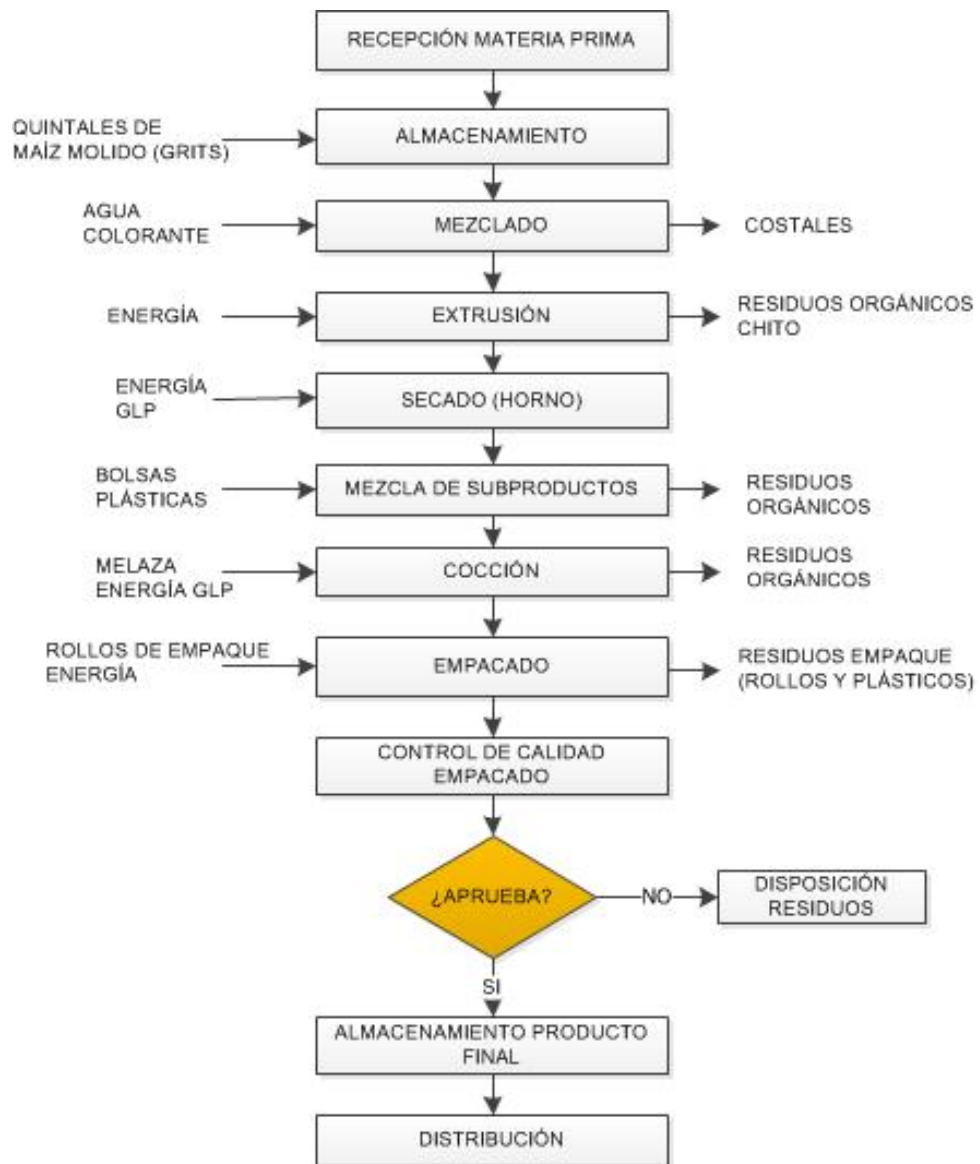 RECEPCIÓN MATERIA PRIMA
QUINTALES DE
MAÍZ MOLIDO (GRITS)
ALMACENAMIENTO
AGUA
COLORANTE
MEZCLADO
COSTALES
ENERGÍA
EXTRUSIÓN
RESIDUOS ORGÁNICOS
CHITO
ENERGÍA
GLP
SECADO (HORNO)
BOLSAS
PLÁSTICAS
MEZCLA DE SUBPRODUCTOS
RESIDUOS
ORGÁNICOS
MELAZA
ENERGÍA GLP
COCCIÓN
RESIDUOS
ORGÁNICOS
ROLLOS DE EMPAQUE
ENERGÍA
EMPACADO
RESIDUOS EMPAQUE
(ROLLOS Y PLÁSTICOS)
CONTROL DE CALIDAD
EMPACADO
¿APRUEBA?
NO
DISPOSICIÓN
RESIDUOS
SI
ALMACENAMIENTO PRODUCTO
FINAL
DISTRIBUCIÓN